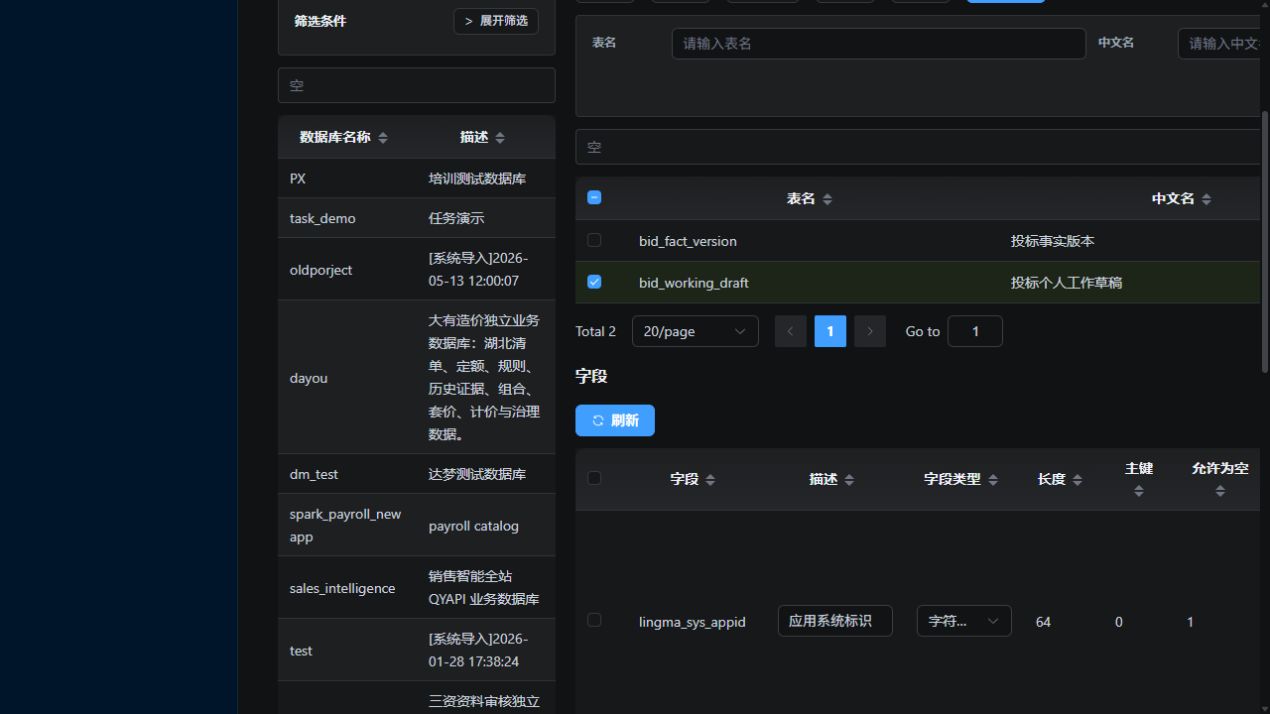 筛选条件
> 展开筛选
空
数据库名称
描述
PX
培训测试数据库
task_demo
任务演示
oldporject
[系统导入]2026-
05-13 12:00:07
dayou
大有造价独立业务
数据库：湖北清
单、定额、规则、
历史证据、组合、
套价、计价与治理
数据。
dm_test
达梦测试数据库
spark_payroll_new
app
payroll catalog
sales_intelligence
销售智能全站
QYAPI 业务数据库
test
[系统导入]2026-
01-28 17:38:24
三资资料审核独立
表名
请输入表名
中文名
请输入中文
空
表名
中文名
bid_fact_version
投标事实版本
bid_working_draft
投标个人工作草稿
Total 2
20/page
1
Go to
1
字段
刷新
字段
描述
字段类型
长度
主键
允许为空
lingma_sys_appid
应用系统标识
字符...
64
0
1